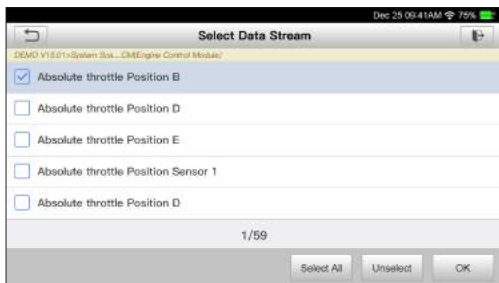 Dec 25 09:41AM 75%
Select Data Stream
DEMO V15.01>System Sca...CM(Engine Control Module)/
Absolute throttle Position B
Absolute throttle Position D
Absolute throttle Position E
Absolute throttle Position Sensor 1
Absolute throttle Position D
1/59
Select All Unselect OK